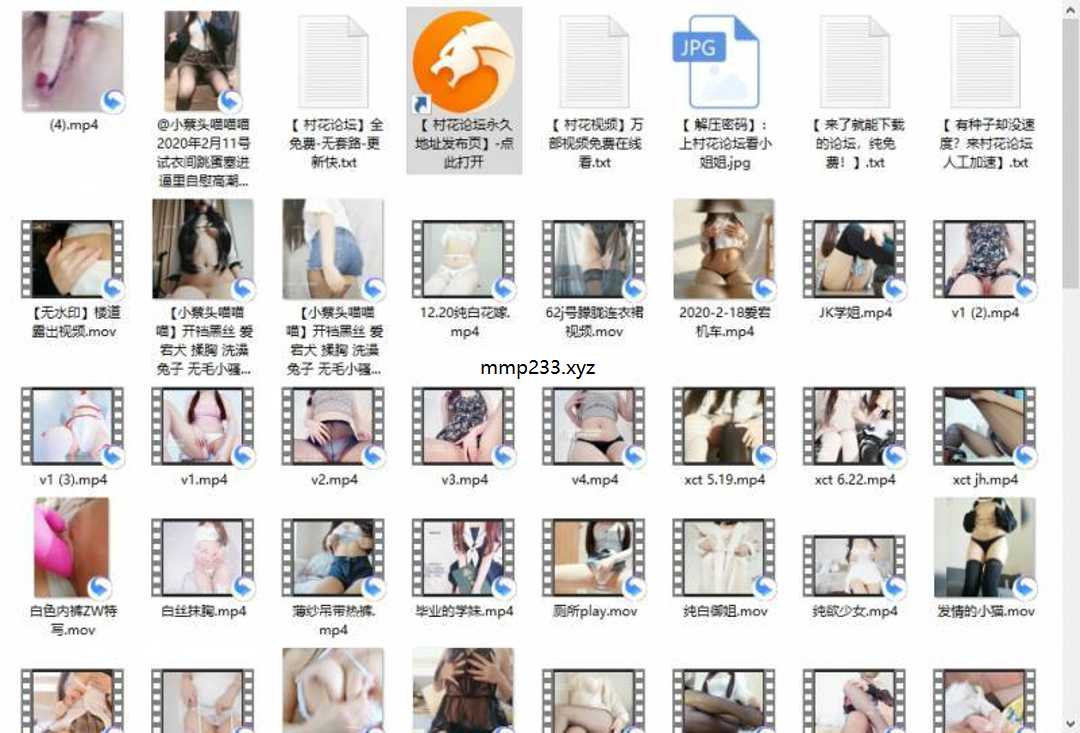 (4).mp4
@小蔡头喵喵喵
2020年2月11号
试衣间跳蛋塞进
逼里自慰高潮...
【村花论坛】全
免费-无套路-更
新快.txt
【村花论坛永久
地址发布页】-点
此打开
【村花视频】万
部视频免费在线
看.txt
JPG
【解压密码】:
上村花论坛看小
姐姐.jpg
【来了就能下载
的论坛，纯免
费！】.txt
【有种子却没速
度？来村花论坛
人工加速】.txt
【无水印】楼道
露出视频.mov
【小蔡头喵喵
喵】开裆黑丝 爱
宕犬 揉胸 洗澡
兔子 无毛小骚...
【小蔡头喵喵
喵】开裆黑丝 爱
宕犬 揉胸 洗澡
兔子 无毛小骚...
12.20纯白花嫁.
mp4
62j号朦胧连衣裙
视频.mov
2020-2-18爱宕
机车.mp4
JK学姐.mp4
v1 (2).mp4
mmp233.xyz
v1 (3).mp4
v1.mp4
v2.mp4
v3.mp4
v4.mp4
xct 5.19.mp4
xct 6.22.mp4
xct jh.mp4
白色内裤ZW特
写.mov
白丝抹胸.mp4
薄纱吊带热裤.
mp4
毕业的学妹.mp4
厕所play.mov
纯白御姐.mov
纯欲少女.mp4
发情的小猫.mov